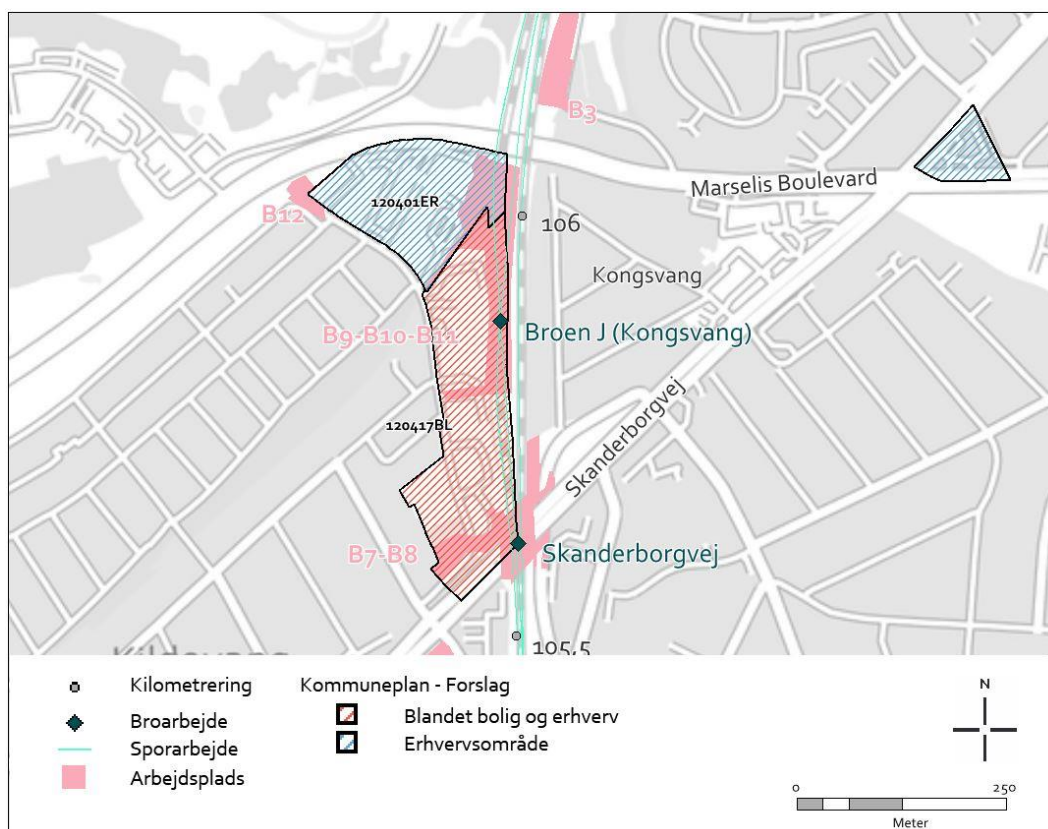 B3
120401ER
B12
Marselis Boulevard
106
Kongsvang
B9-B10-B11
Broen J (Kongsvang)
120417BL
Skanderborgvej
B7-B8
Skanderborgvej
105,5
Kildevang
Kilometrering
Kommuneplan - Forslag
N
Broarbejde
Blandet bolig og erhverv
Sporarbejde
Erhvervsområde
Arbejdsplads
0
250
Meter